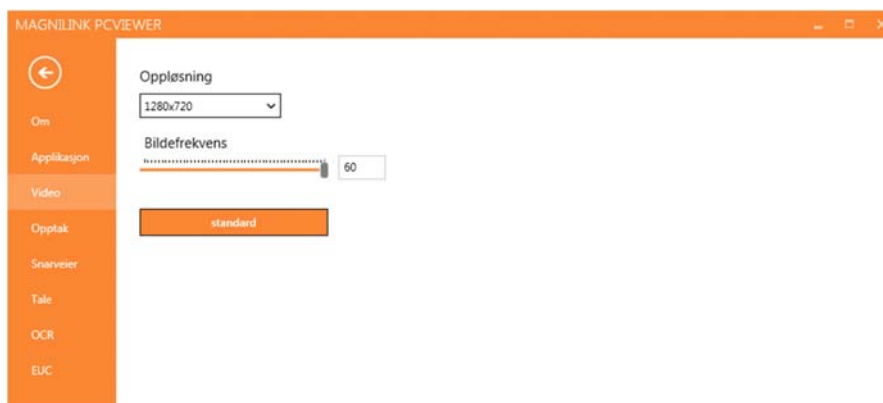 MAGNILINK PCVIEWER
Om
Applikasjon
Video
Opptak
Snarveier
Tale
OCR
EUC
Oppløsning
1280x720
Bildefrekvens
60
standard